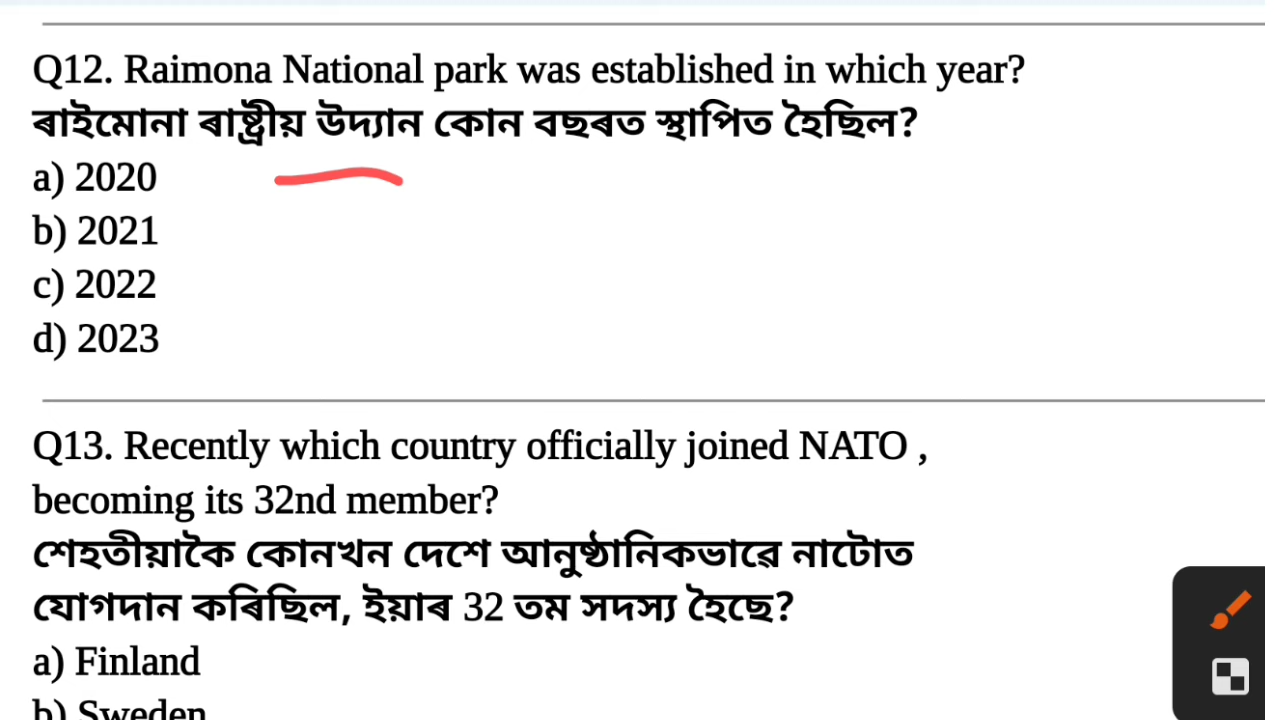 Q12. Raimona National park was established in which year?
ৰাইমোনা ৰাষ্ট্ৰীয় উদ্যান কোন বছৰত স্থাপিত হৈছিল?
a) 2020
b) 2021
c) 2022
d) 2023
Q13. Recently which country officially joined NATO ,
becoming its 32nd member?
শেহতীয়াকৈ কোনখন দেশে আনুষ্ঠানিকভাৱে নাটোত
যোগদান কৰিছিল, ইয়াৰ 32 তম সদস্য হৈছে?
a) Finland
b) Sweden